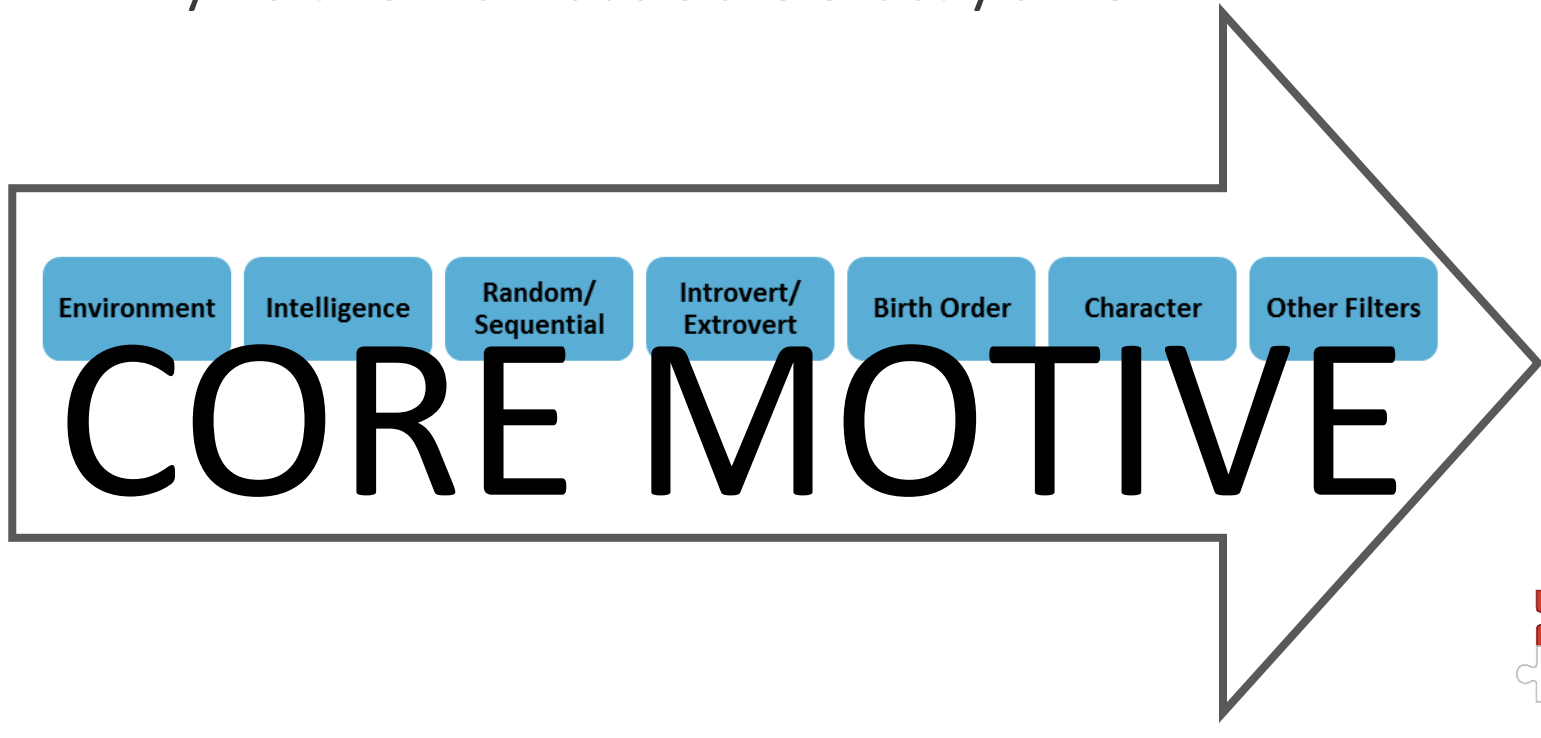 Environment
Intelligence
Random/
Sequential
Introvert/
Extrovert
Birth Order
Character
Other Filters
CORE MOTIVE